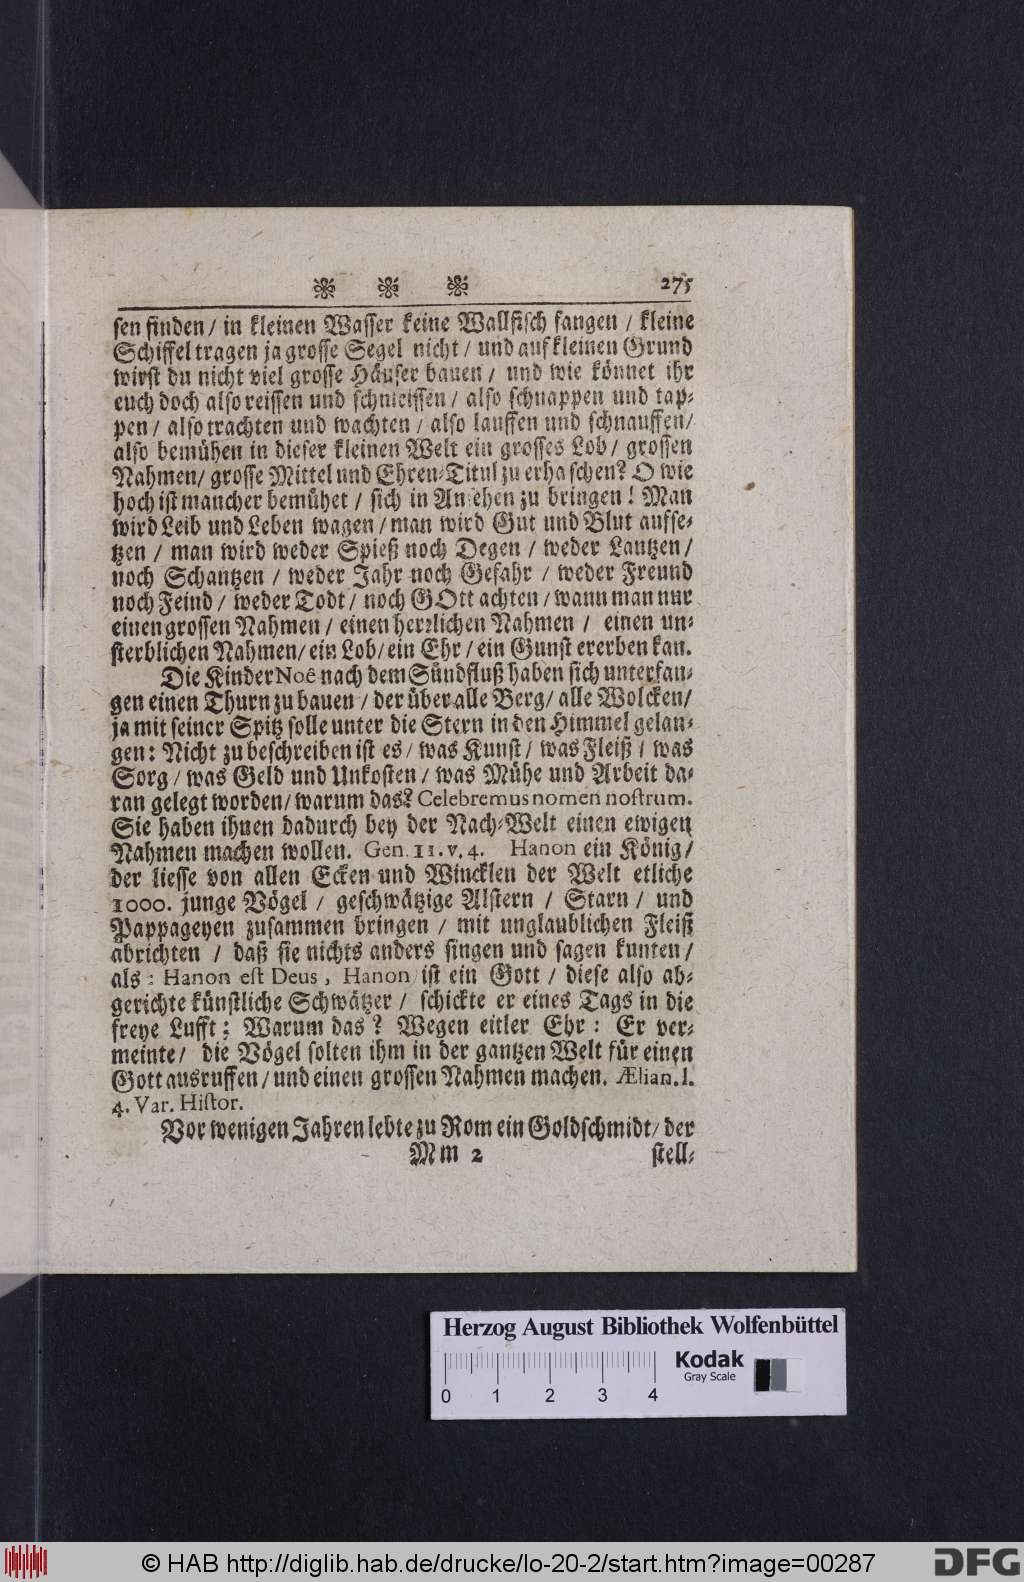 ❋ ❋ ❋ 275
sen finden / in kleinen Wasser keine Wallfisch fangen / kleine
Schiffel tragen ja grosse Segel nicht / und auf kleinen Grund
wirst du nicht viel grosse Häuser bauen / und wie könnet ihr
euch doch also reissen und schmeissen / also schnappen und tap-
pen / also trachten und wachten / also lauffen und schnauffen /
also bemühen in dieser kleinen Welt ein grosses Lob / grossen
Nahmen / grosse Mittel und Ehren-Titul zu erhaschen? O wie
hoch ist mancher bemühet / sich in Ansehen zu bringen! Man
wird Leib und Leben wagen / man wird Gut und Blut aufse-
tzen / man wird weder Spieß noch Degen / weder Lantzen /
noch Schantzen / weder Jahr noch Gefahr / weder Freund
noch Feind / weder Todt / noch GOtt achten / wann man nur
einen grossen Nahmen / einen herrlichen Nahmen / einen un-
sterblichen Nahmen / ein Lob / ein Ehr / ein Gunst ererben kan.
Die Kinder Noê nach dem Sündfluß haben sich unterfan-
gen einen Thurn zu bauen / der über alle Berg / alle Wolcken /
ja mit seiner Spitz solle unter die Stern in den Himmel gelan-
gen: Nicht zu beschreiben ist es / was Kunst / was Fleiß / was
Sorg / was Geld und Unkosten / was Mühe und Arbeit da-
ran gelegt worden / warum das? Celebremus nomen nostrum.
Sie haben ihnen dadurch bey der Nach-Welt einen ewigen
Nahmen machen wollen. Gen. 11. v. 4. Hanon ein König /
der liesse von allen Ecken und Wincklen der Welt etliche
1000. junge Vögel / geschwätzige Alstern / Starn / und
Pappageyen zusammen bringen / mit unglaublichen Fleiß
abrichten / daß sie nichts anders singen und sagen kunten /
als: Hanon est Deus, Hanon ist ein Gott / diese also ab-
gerichte künstliche Schwätzer / schickte er eines Tags in die
freye Lufft; Warum das? Wegen eitler Ehr: Er ver-
meinte / die Vögel solten ihm in der gantzen Welt für einen
Gott ausruffen / und einen grossen Nahmen machen. Ælian. l.
4. Var. Histor.
Vor wenigen Jahren lebte zu Rom ein Goldschmidt / der
Mm 2 stell-
Herzog August Bibliothek Wolfenbüttel
Kodak
Gray Scale
0 1 2 3 4
© HAB http://diglib.hab.de/drucke/lo-20-2/start.htm?image=00287
DFG